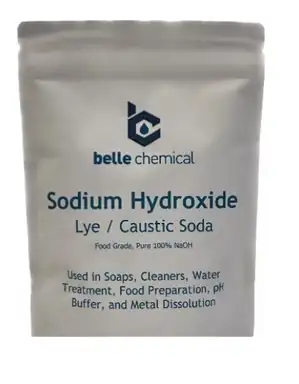 belle chemical
Sodium Hydroxide
Lye / Caustic Soda
Food Grade, Pure 100% NaOH
Used in Soaps, Cleaners, Water
Treatment, Food Preparation, pH
Buffer, and Metal Dissolution